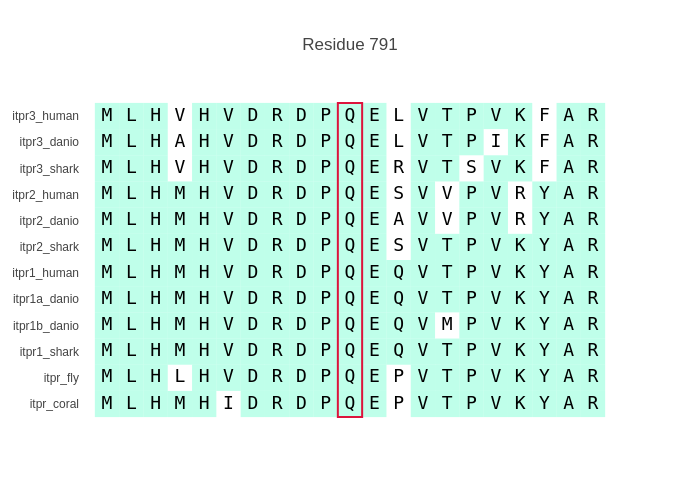 Residue 791
itpr3_human M L H V H V D R D P Q E L V T P V K F A R
itpr3_danio M L H A H V D R D P Q E L V T P I K F A R
itpr3_shark M L H V H V D R D P Q E R V T S V K F A R
itpr2_human M L H M H V D R D P Q E S V V P V R Y A R
itpr2_danio M L H M H V D R D P Q E A V V P V R Y A R
itpr2_shark M L H M H V D R D P Q E S V T P V K Y A R
itpr1_human M L H M H V D R D P Q E Q V T P V K Y A R
itpr1a_danio M L H M H V D R D P Q E Q V T P V K Y A R
itpr1b_danio M L H M H V D R D P Q E Q V M P V K Y A R
itpr1_shark M L H M H V D R D P Q E Q V T P V K Y A R
itpr_fly M L H L H V D R D P Q E P V T P V K Y A R
itpr_coral M L H M H I D R D P Q E P V T P V K Y A R